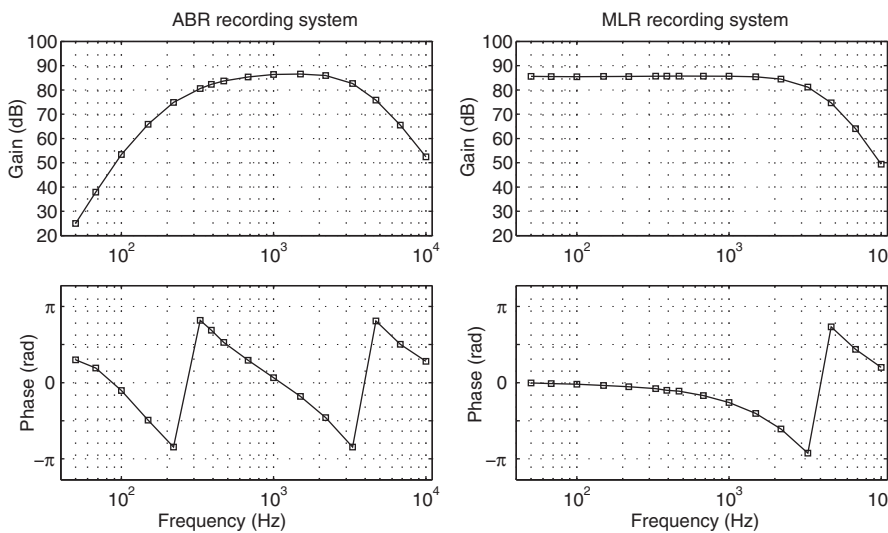 ABR recording system
MLR recording system
Gain (dB)
100
90
80
70
60
50
40
30
20
10²
10³
10⁴
Gain (dB)
100
90
80
70
60
50
40
30
20
10²
10³
10
Phase (rad)
π
0
−π
10²
10³
10⁴
Frequency (Hz)
Phase (rad)
π
0
−π
10²
10³
10
Frequency (Hz)